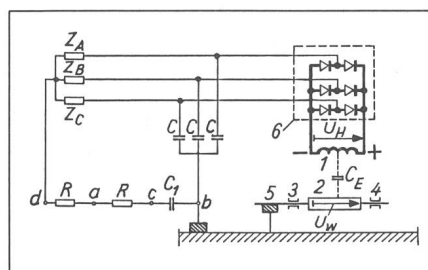 Z_A
Z_B
Z_C
C C C
6
U_H
− 1 +
C_E
d R a R c C_1 b
5 3 2 4
U_w